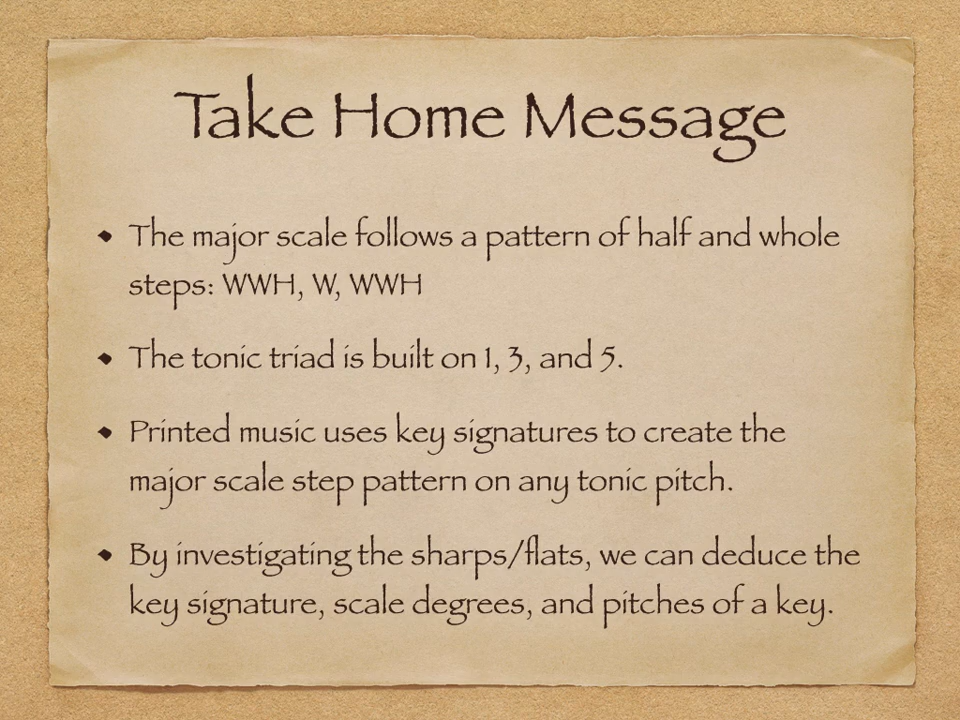 Take Home Message
• The major scale follows a pattern of half and whole
steps: WWH, W, WWH
• The tonic triad is built on 1, 3, and 5.
• Printed music uses key signatures to create the
major scale step pattern on any tonic pitch.
• By investigating the sharps/flats, we can deduce the
key signature, scale degrees, and pitches of a key.